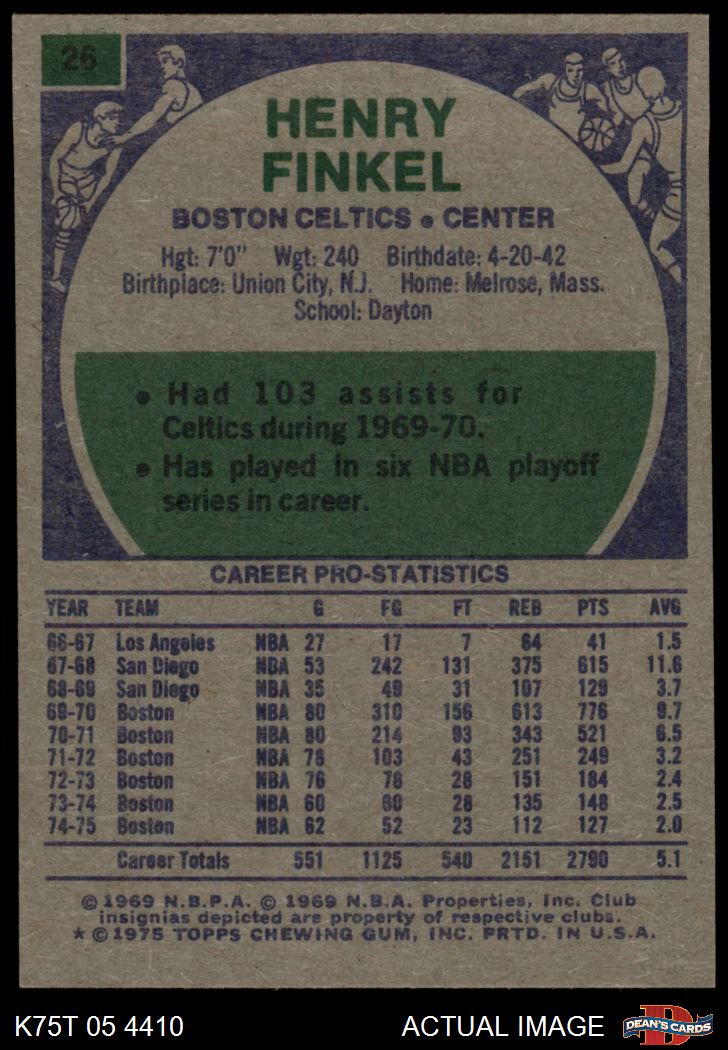 26
HENRY
FINKEL
BOSTON CELTICS • CENTER
Hgt: 7'0" Wgt: 240 Birthdate: 4-20-42
Birthplace: Union City, N.J. Home: Melrose, Mass.
School: Dayton
• Had 103 assists for
Celtics during 1969-70.
• Has played in six NBA playoff
series in career.
CAREER PRO-STATISTICS
YEAR TEAM G FG FT REB PTS AVG
66-67 Los Angeles NBA 27 17 7 64 41 1.5
67-68 San Diego NBA 53 242 131 375 615 11.6
68-69 San Diego NBA 35 49 31 107 129 3.7
69-70 Boston NBA 80 310 156 613 776 9.7
70-71 Boston NBA 80 214 93 343 521 6.5
71-72 Boston NBA 78 103 43 251 249 3.2
72-73 Boston NBA 76 78 28 151 184 2.4
73-74 Boston NBA 60 60 28 135 148 2.5
74-75 Boston NBA 62 52 23 112 127 2.0
Career Totals 551 1125 540 2151 2790 5.1
© 1969 N.B.P.A. © 1969 N.B.A. Properties, Inc. Club
insignias depicted are property of respective clubs.
* © 1975 TOPPS CHEWING GUM, INC. PRTD. IN U.S.A.
K75T 05 4410 ACTUAL IMAGE
D
DEAN'S CARDS